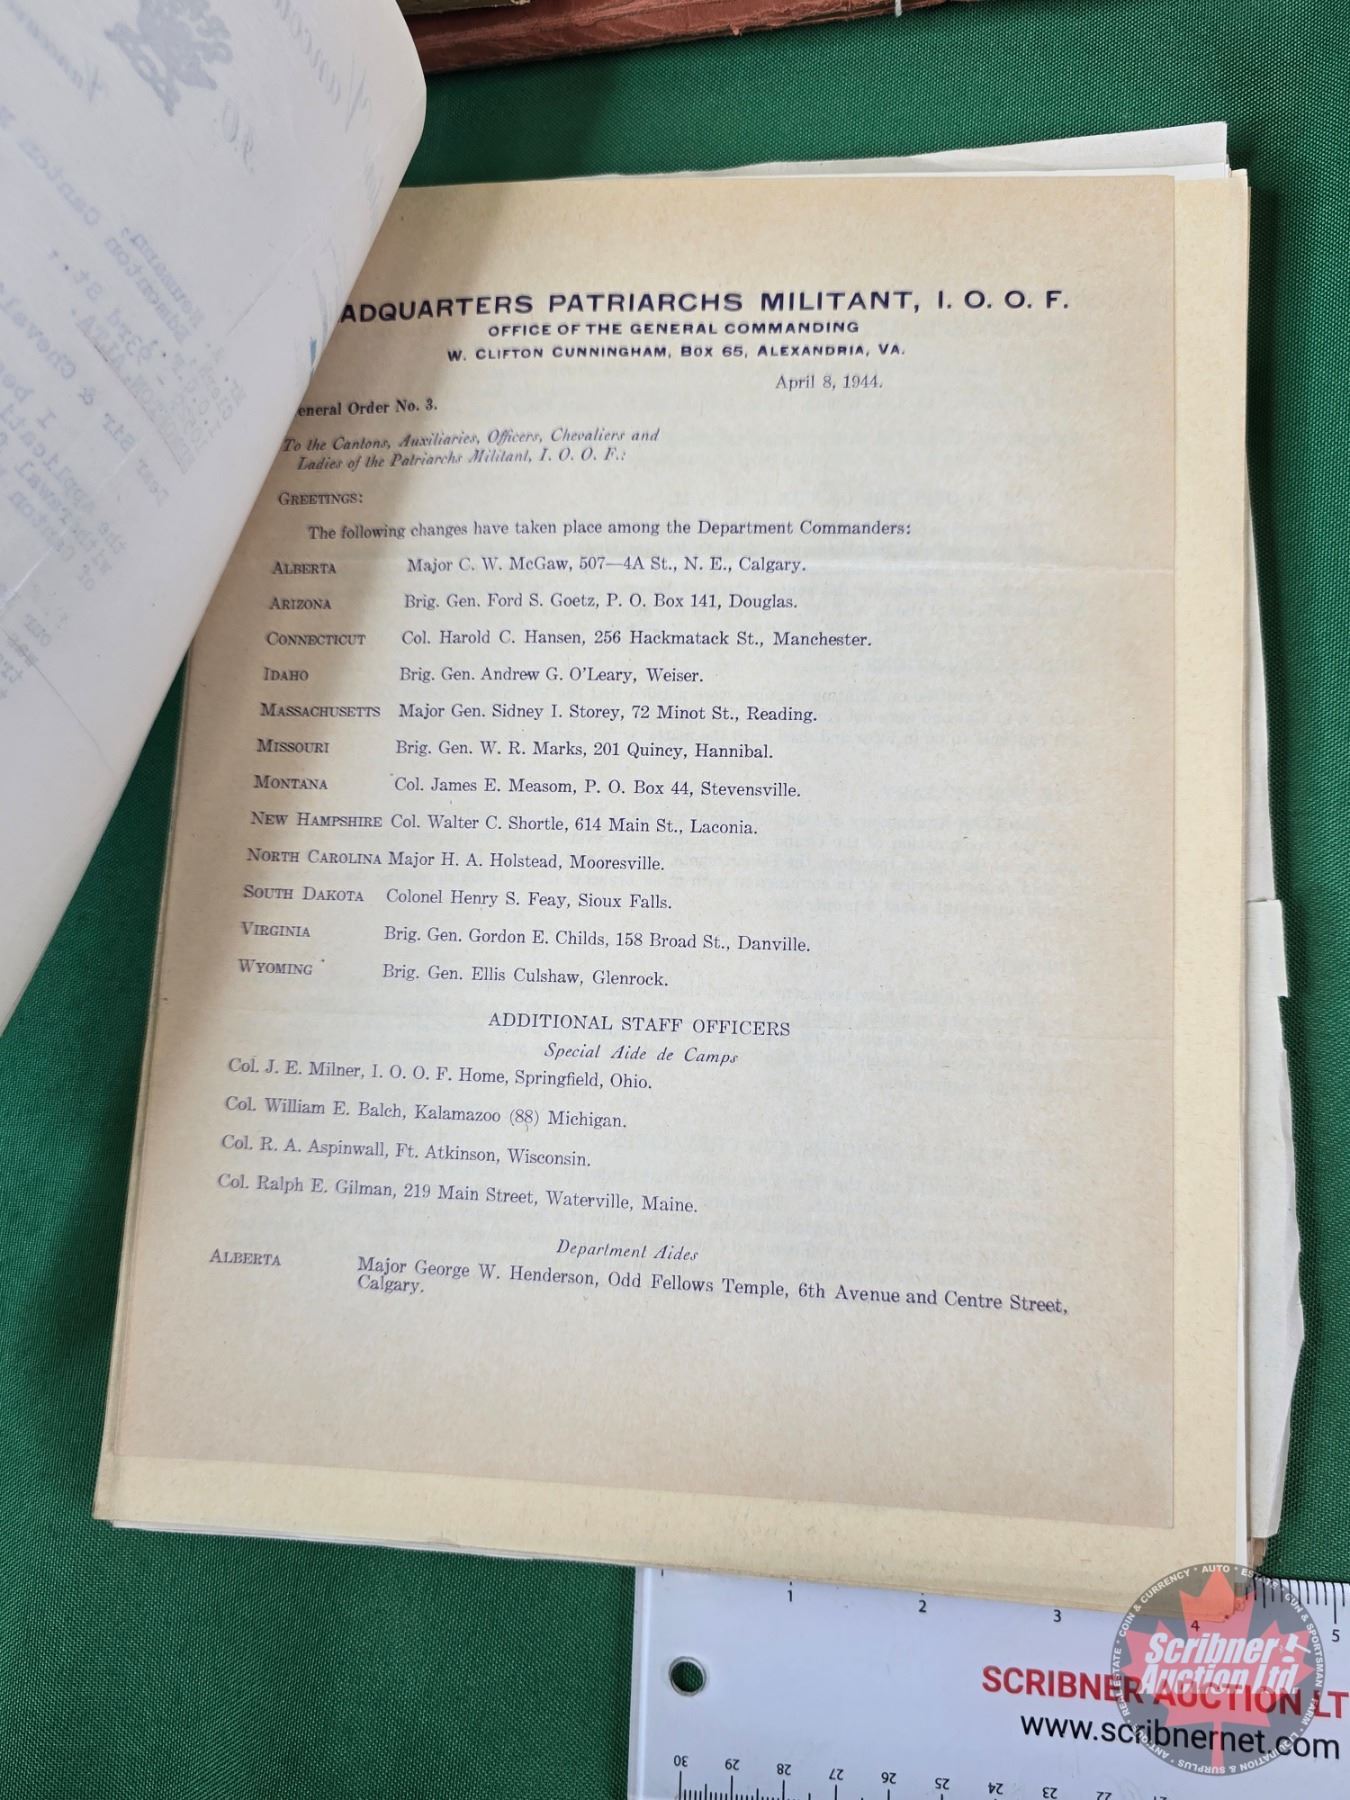 ADQUARTERS PATRIARCHS MILITANT, I. O. O. F.
OFFICE OF THE GENERAL COMMANDING
W. CLIFTON CUNNINGHAM, BOX 65, ALEXANDRIA, VA.
April 8, 1944.
eneral Order No. 3.
To the Cantons, Auxiliaries, Officers, Chevaliers and
Ladies of the Patriarchs Militant, I. O. O. F.:
GREETINGS:
The following changes have taken place among the Department Commanders:
ALBERTA Major C. W. McGaw, 507—4A St., N. E., Calgary.
ARIZONA Brig. Gen. Ford S. Goetz, P. O. Box 141, Douglas.
CONNECTICUT Col. Harold C. Hansen, 256 Hackmatack St., Manchester.
IDAHO Brig. Gen. Andrew G. O'Leary, Weiser.
MASSACHUSETTS Major Gen. Sidney I. Storey, 72 Minot St., Reading.
MISSOURI Brig. Gen. W. R. Marks, 201 Quincy, Hannibal.
MONTANA Col. James E. Measom, P. O. Box 44, Stevensville.
NEW HAMPSHIRE Col. Walter C. Shortle, 614 Main St., Laconia.
NORTH CAROLINA Major H. A. Holstead, Mooresville.
SOUTH DAKOTA Colonel Henry S. Feay, Sioux Falls.
VIRGINIA Brig. Gen. Gordon E. Childs, 158 Broad St., Danville.
WYOMING Brig. Gen. Ellis Culshaw, Glenrock.
ADDITIONAL STAFF OFFICERS
Special Aide de Camps
Col. J. E. Milner, I. O. O. F. Home, Springfield, Ohio.
Col. William E. Balch, Kalamazoo (88) Michigan.
Col. R. A. Aspinwall, Ft. Atkinson, Wisconsin.
Col. Ralph E. Gilman, 219 Main Street, Waterville, Maine.
Department Aides
ALBERTA Major George W. Henderson, Odd Fellows Temple, 6th Avenue and Centre Street,
Calgary.
1 2 3 4 5
SCRIBNER AUCTION LT
www.scribnernet.com
30 29 28 27 26 25 24 23 22 21
Scribner
Auction Ltd.